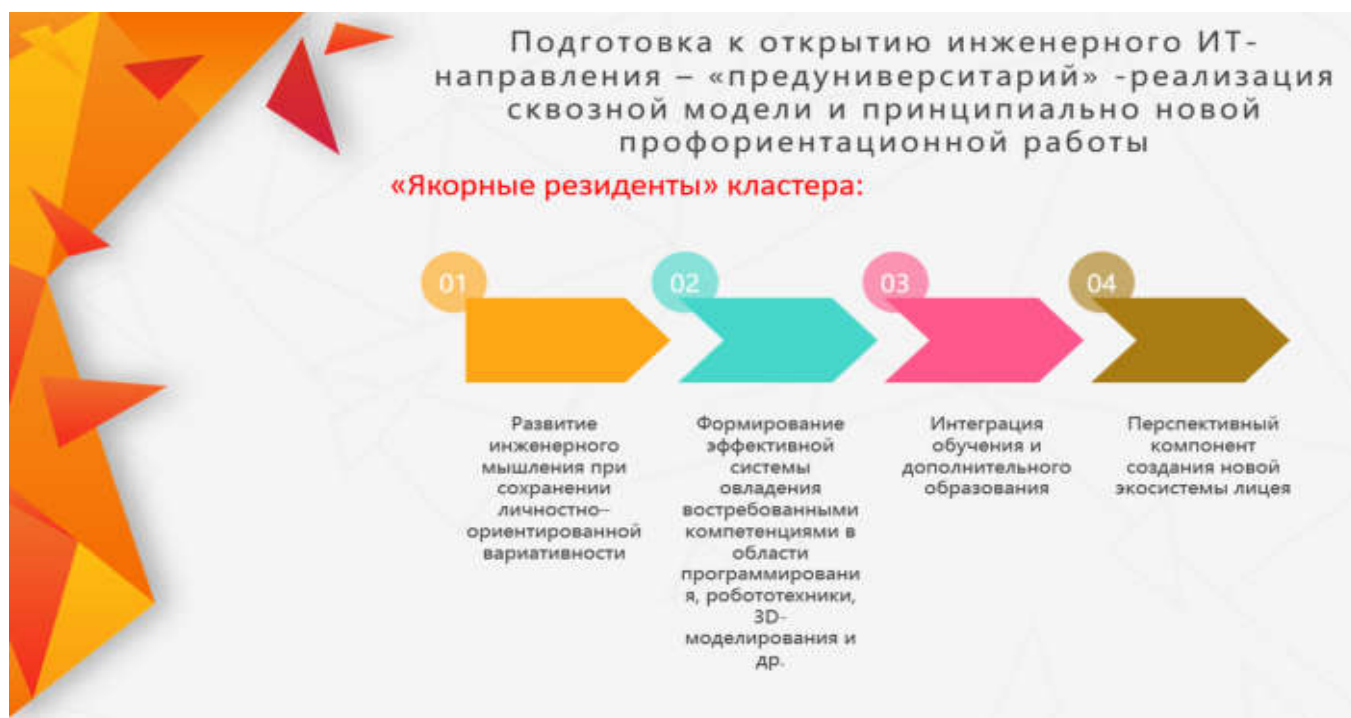 Подготовка к открытию инженерного ИТ-
направления – «предуниверситарий» -реализация
сквозной модели и принципиально новой
профориентационной работы
«Якорные резиденты» кластера:
01
02
03
04
Развитие
инженерного
мышления при
сохранении
личностно–
ориентированной
вариативности
Формирование
эффективной
системы
овладения
востребованными
компетенциями в
области
программировани
я, робототехники,
3D-
моделирования и
др.
Интеграция
обучения и
дополнительного
образования
Перспективный
компонент
создания новой
экосистемы лицея